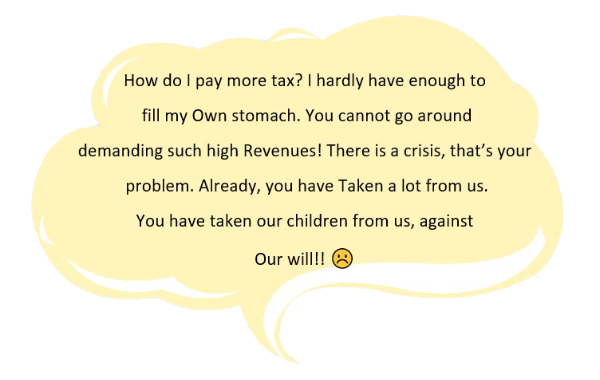 How do I pay more tax? I hardly have enough to
fill my Own stomach. You cannot go around
demanding such high Revenues! There is a crisis, that’s your
problem. Already, you have Taken a lot from us.
You have taken our children from us, against
Our will!! ☹